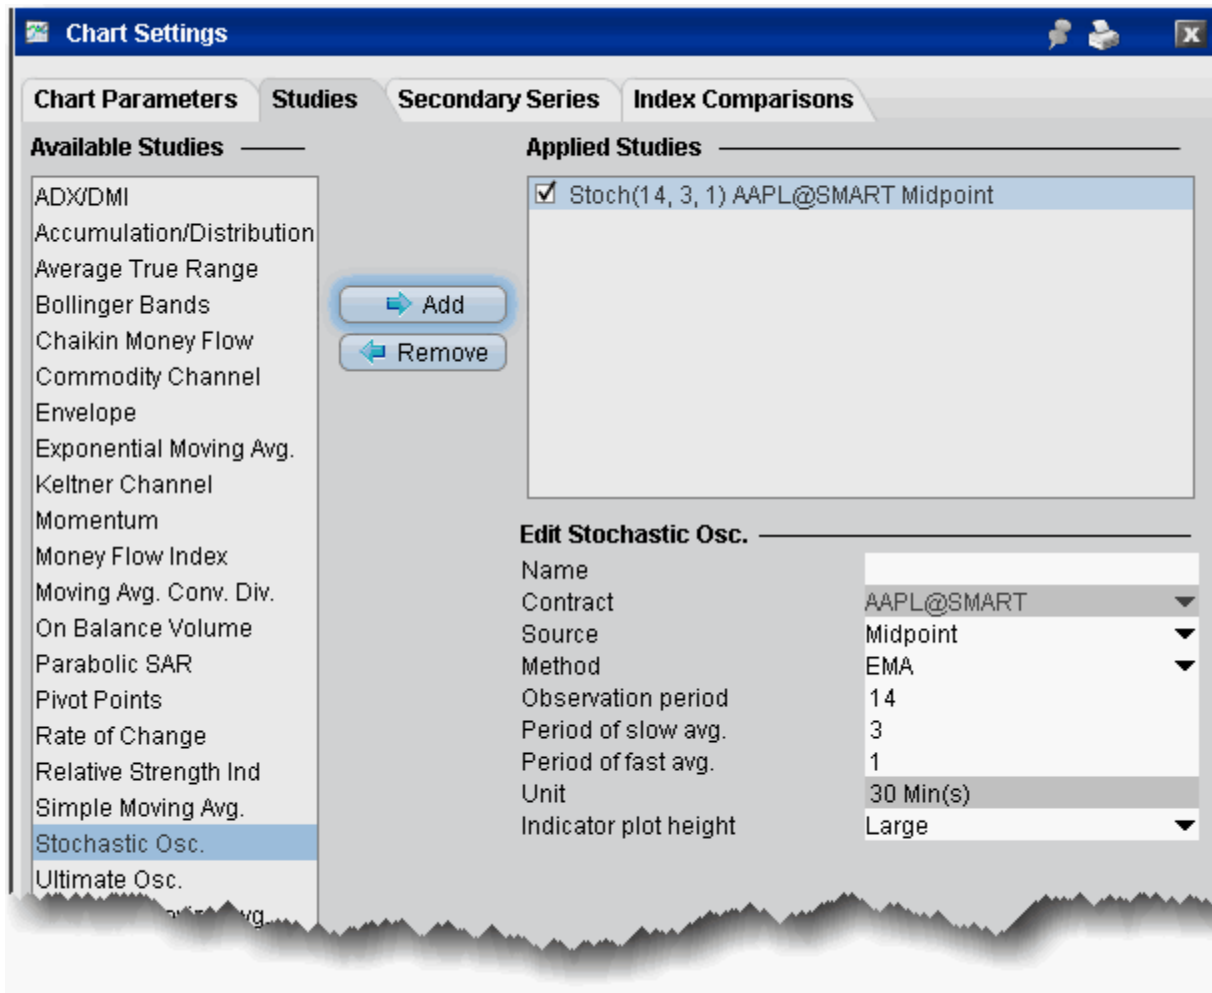 Chart Settings
Chart Parameters Studies Secondary Series Index Comparisons
Available Studies
ADX/DMI
Accumulation/Distribution
Average True Range
Bollinger Bands
Chaikin Money Flow
Commodity Channel
Envelope
Exponential Moving Avg.
Keltner Channel
Momentum
Money Flow Index
Moving Avg. Conv. Div.
On Balance Volume
Parabolic SAR
Pivot Points
Rate of Change
Relative Strength Ind
Simple Moving Avg.
Stochastic Osc.
Ultimate Osc.
Add
Remove
Applied Studies
Stoch(14, 3, 1) AAPL@SMART Midpoint
Edit Stochastic Osc.
Name
Contract AAPL@SMART
Source Midpoint
Method EMA
Observation period 14
Period of slow avg. 3
Period of fast avg. 1
Unit 30 Min(s)
Indicator plot height Large